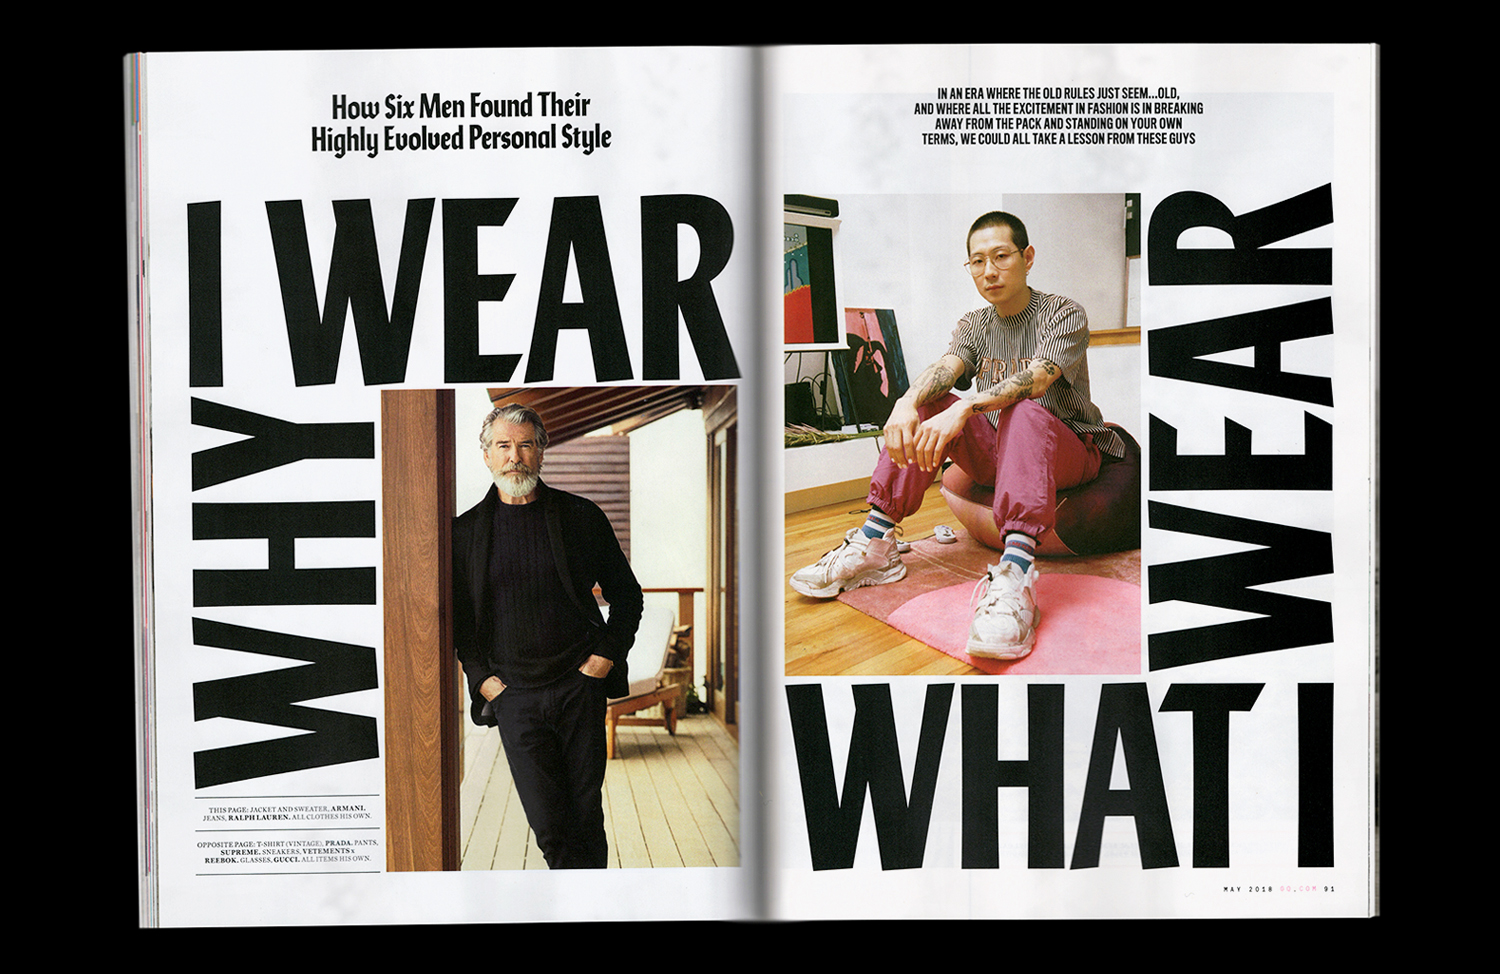 How Six Men Found Their
Highly Evolved Personal Style
WHY
I WEAR
THIS PAGE: JACKET AND SWEATER, ARMANI.
JEANS, RALPH LAUREN. ALL CLOTHES HIS OWN.
OPPOSITE PAGE: T-SHIRT (VINTAGE), PRADA. PANTS,
SUPREME. SNEAKERS, VETEMENTS x
REEBOK. GLASSES, GUCCI. ALL ITEMS HIS OWN.
IN AN ERA WHERE THE OLD RULES JUST SEEM...OLD,
AND WHERE ALL THE EXCITEMENT IN FASHION IS IN BREAKING
AWAY FROM THE PACK AND STANDING ON YOUR OWN
TERMS, WE COULD ALL TAKE A LESSON FROM THESE GUYS
WHAT I
WEAR
MAY 2018 GQ.COM 91